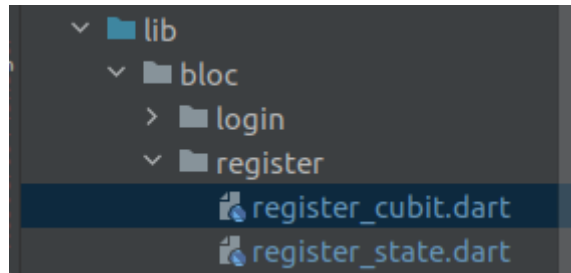 lib
bloc
login
register
register_cubit.dart
register_state.dart